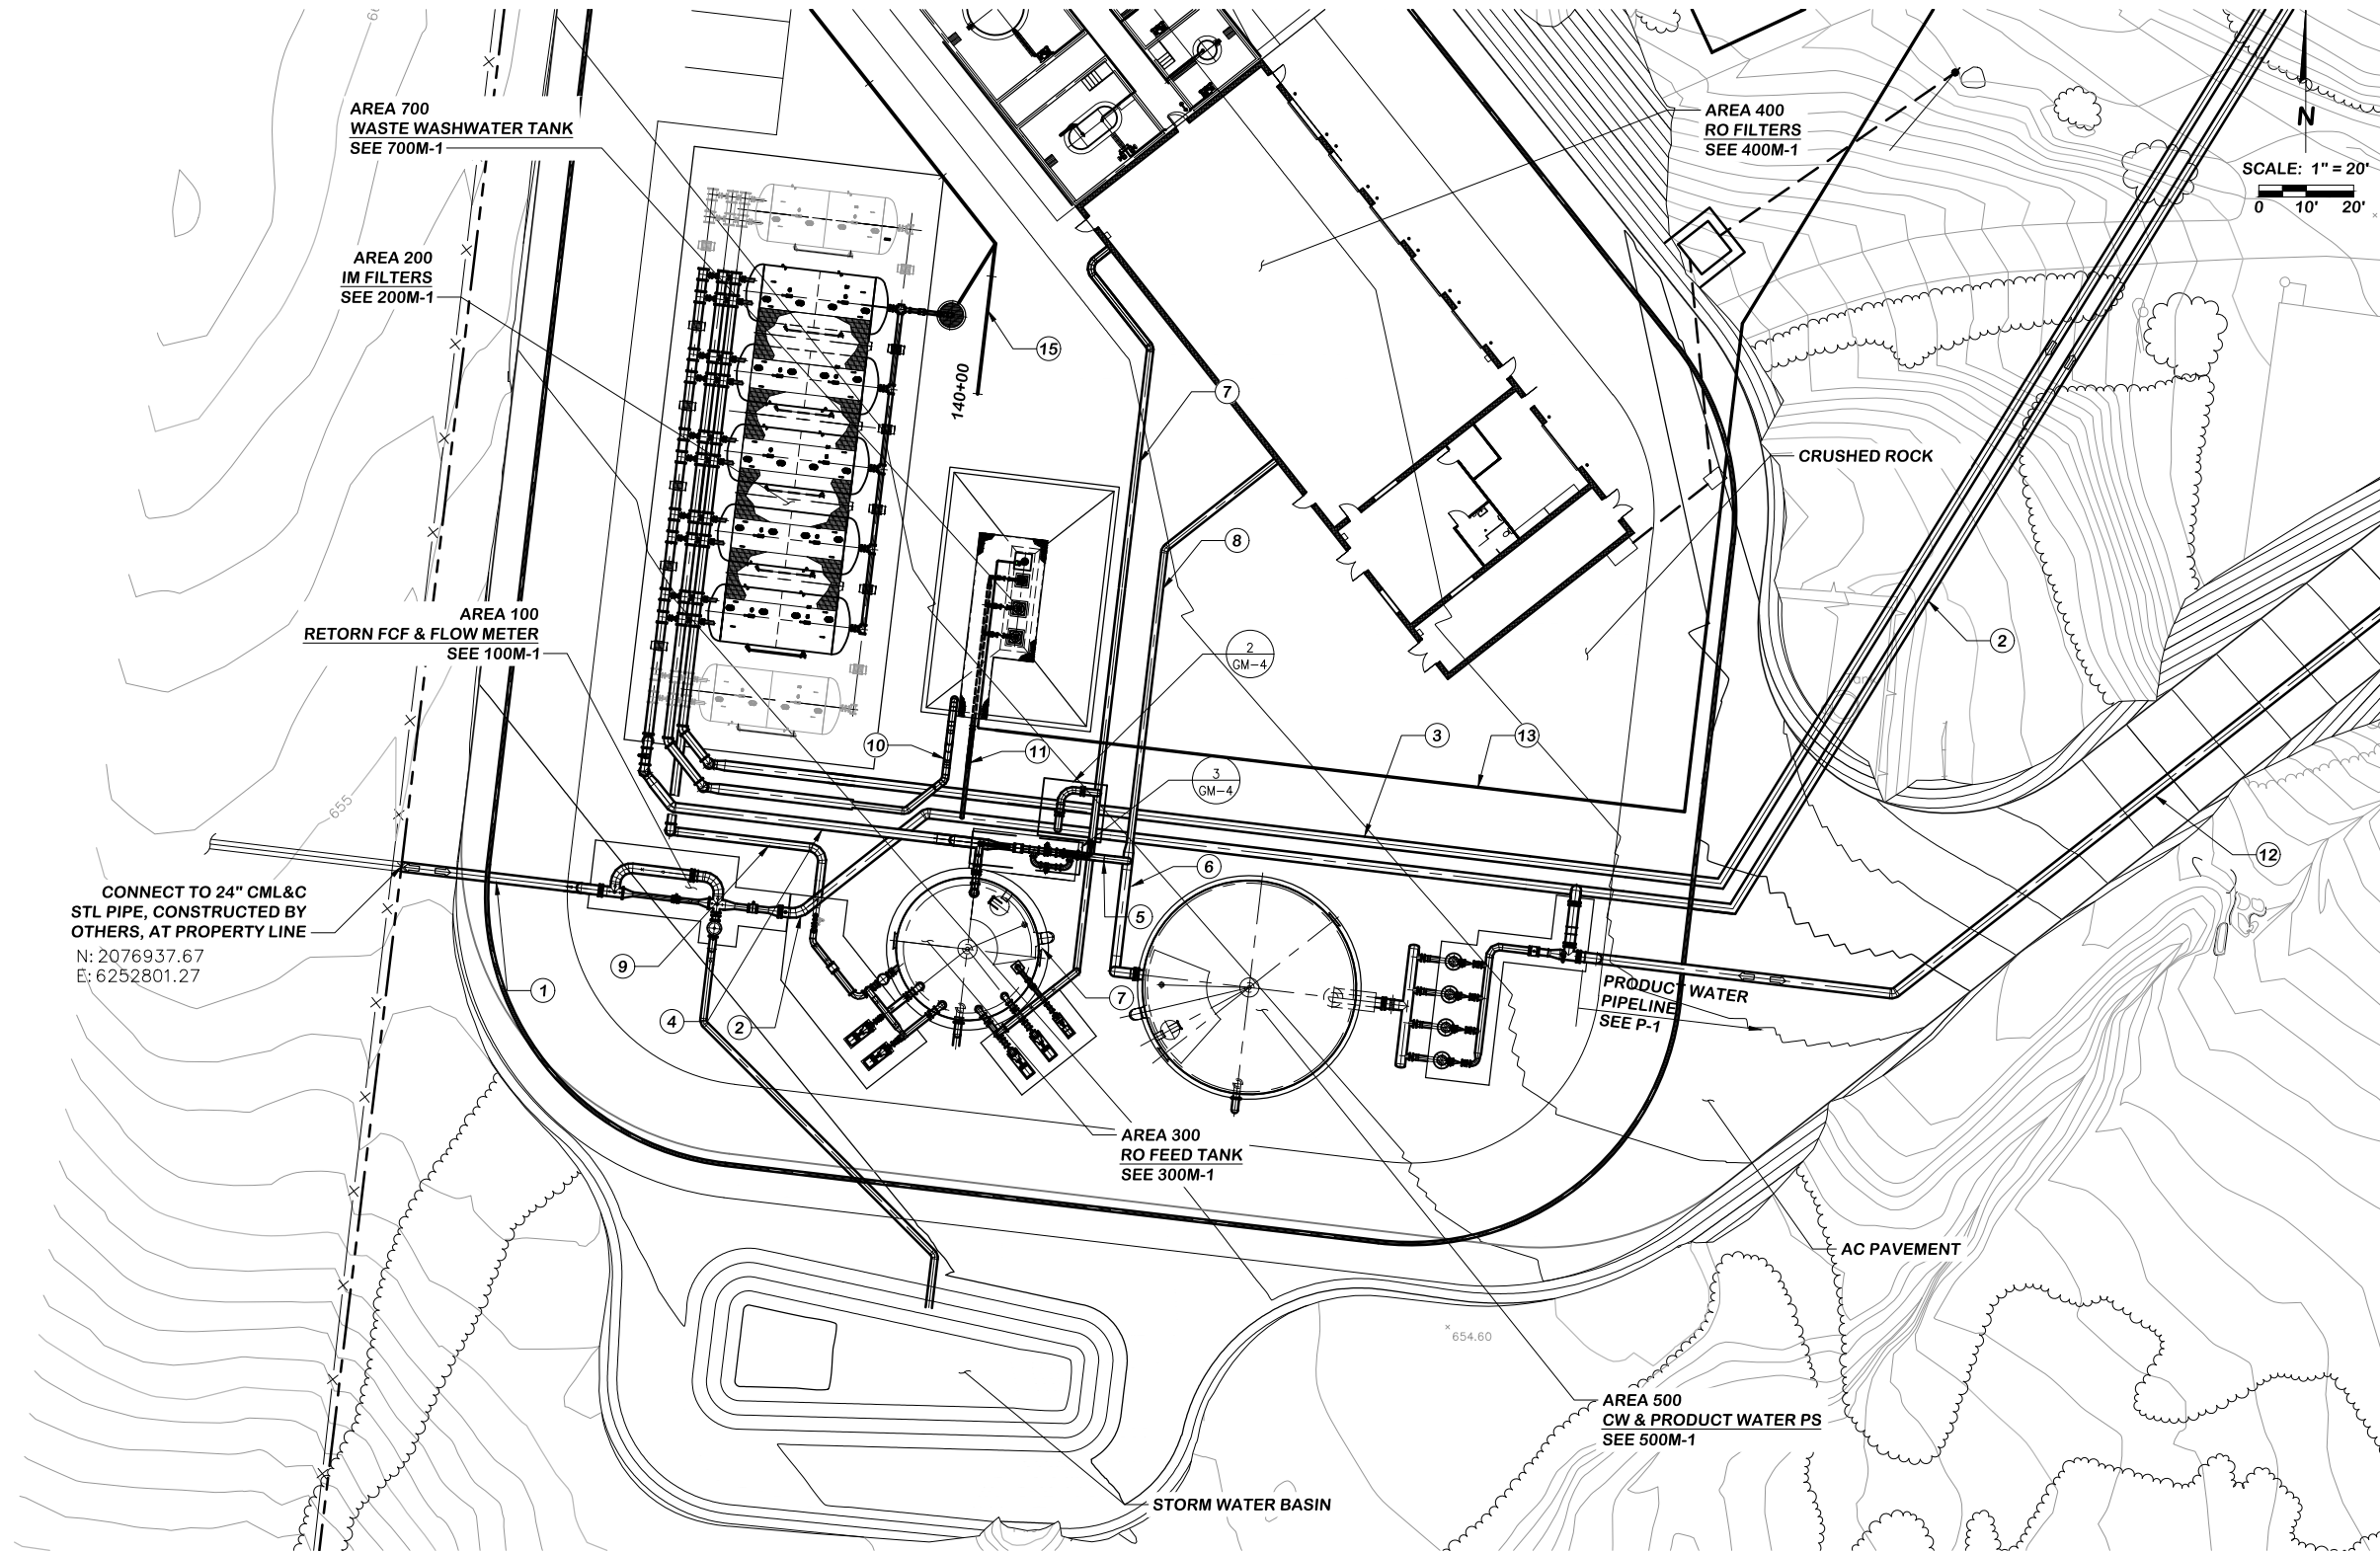 AREA 700
WASTE WASHWATER TANK
SEE 700M-1
AREA 400
RO FILTERS
SEE 400M-1
N
SCALE: 1" = 20'
0 10' 20'
AREA 200
IM FILTERS
SEE 200M-1
15
140+00
7
CRUSHED ROCK
8
AREA 100
RETORN FCF & FLOW METER
SEE 100M-1
2
GM-4
2
10
11
3
13
3
GM-4
655
12
6
5
CONNECT TO 24" CML&C
STL PIPE, CONSTRUCTED BY
OTHERS, AT PROPERTY LINE
N: 2076937.67
E: 6252801.27
9
1
4
2
7
PRODUCT WATER
PIPELINE
SEE P-1
AREA 300
RO FEED TANK
SEE 300M-1
AC PAVEMENT
654.60
AREA 500
CW & PRODUCT WATER PS
SEE 500M-1
STORM WATER BASIN